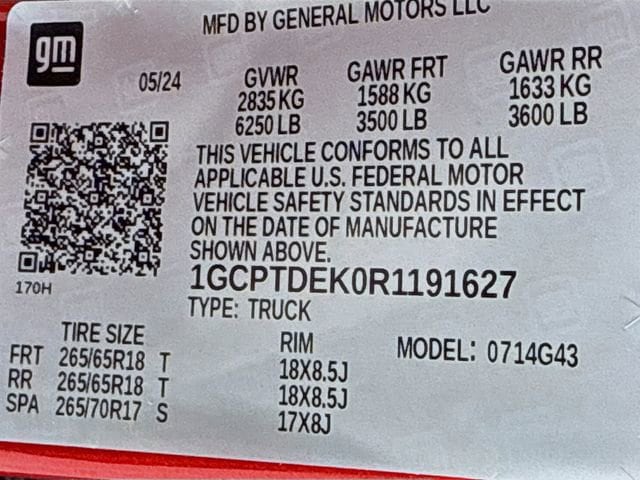 MFD BY GENERAL MOTORS LLC
gm
05/24
GVWR GAWR FRT GAWR RR
2835 KG 1588 KG 1633 KG
6250 LB 3500 LB 3600 LB
THIS VEHICLE CONFORMS TO ALL
APPLICABLE U.S. FEDERAL MOTOR
VEHICLE SAFETY STANDARDS IN EFFECT
ON THE DATE OF MANUFACTURE
SHOWN ABOVE.
170H
1GCPTDEK0R1191627
TYPE: TRUCK
TIRE SIZE RIM MODEL: 0714G43
FRT 265/65R18 T 18X8.5J
RR 265/65R18 T 18X8.5J
SPA 265/70R17 S 17X8J